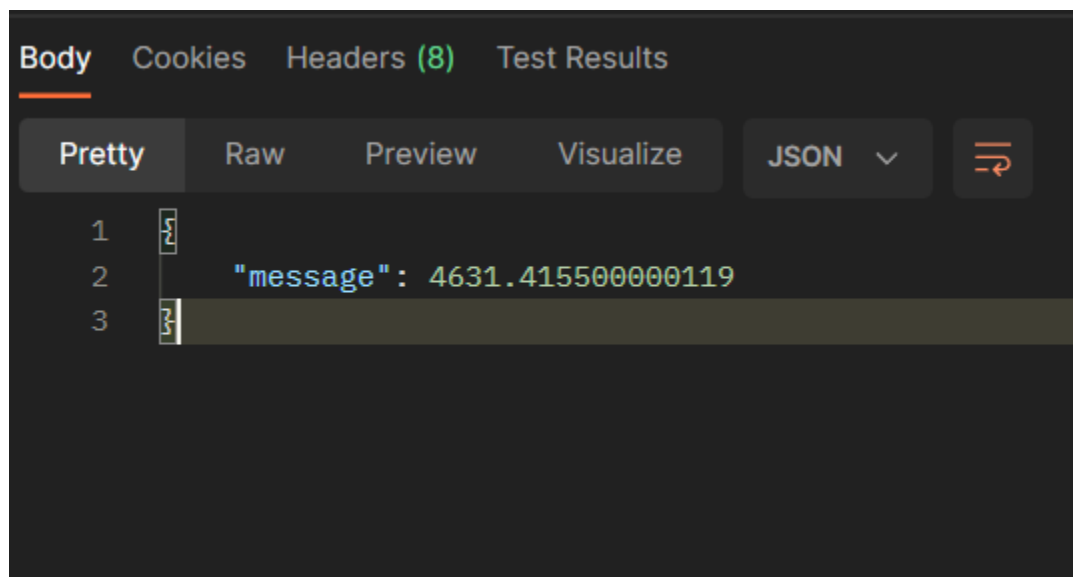 Body Cookies Headers (8) Test Results
Pretty Raw Preview Visualize JSON
1 {
2 "message": 4631.415500000119
3 }